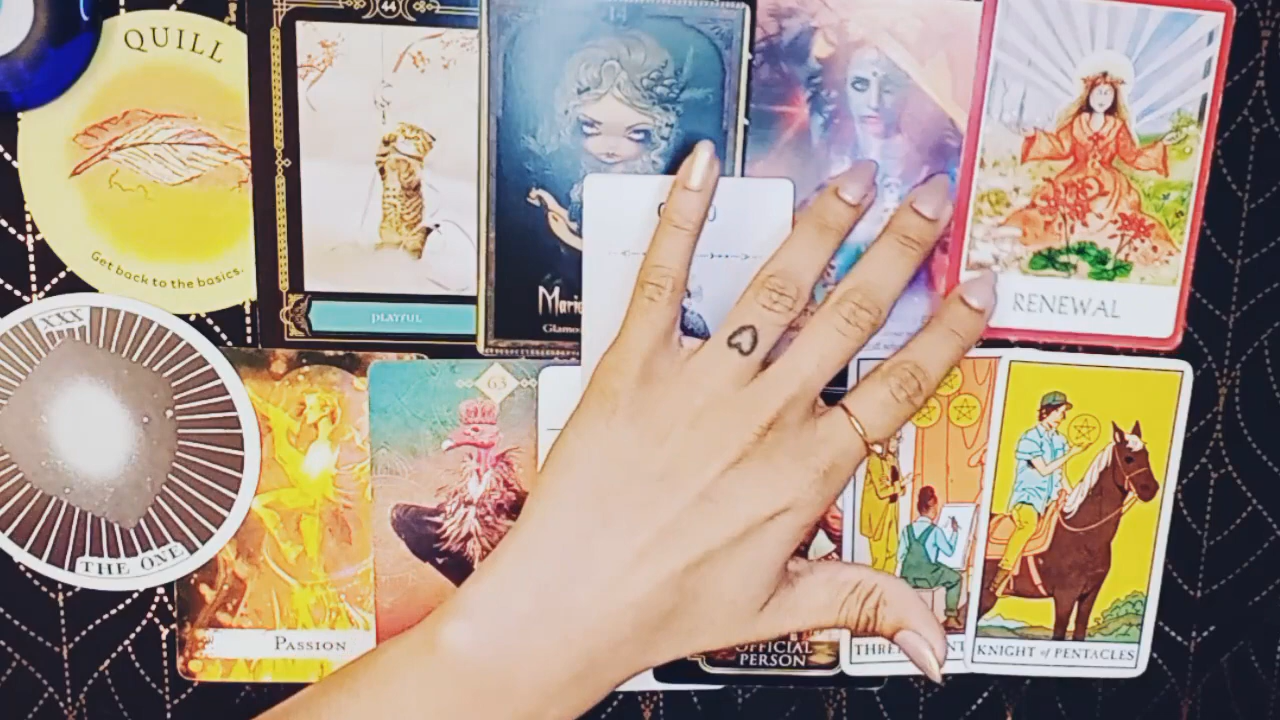 QUILL
Get back to the basics.
44
PLAYFUL
14
RENEWAL
XXX
THE ONE
PASSION
63
OFFICIAL
PERSON
KNIGHT of PENTACLES